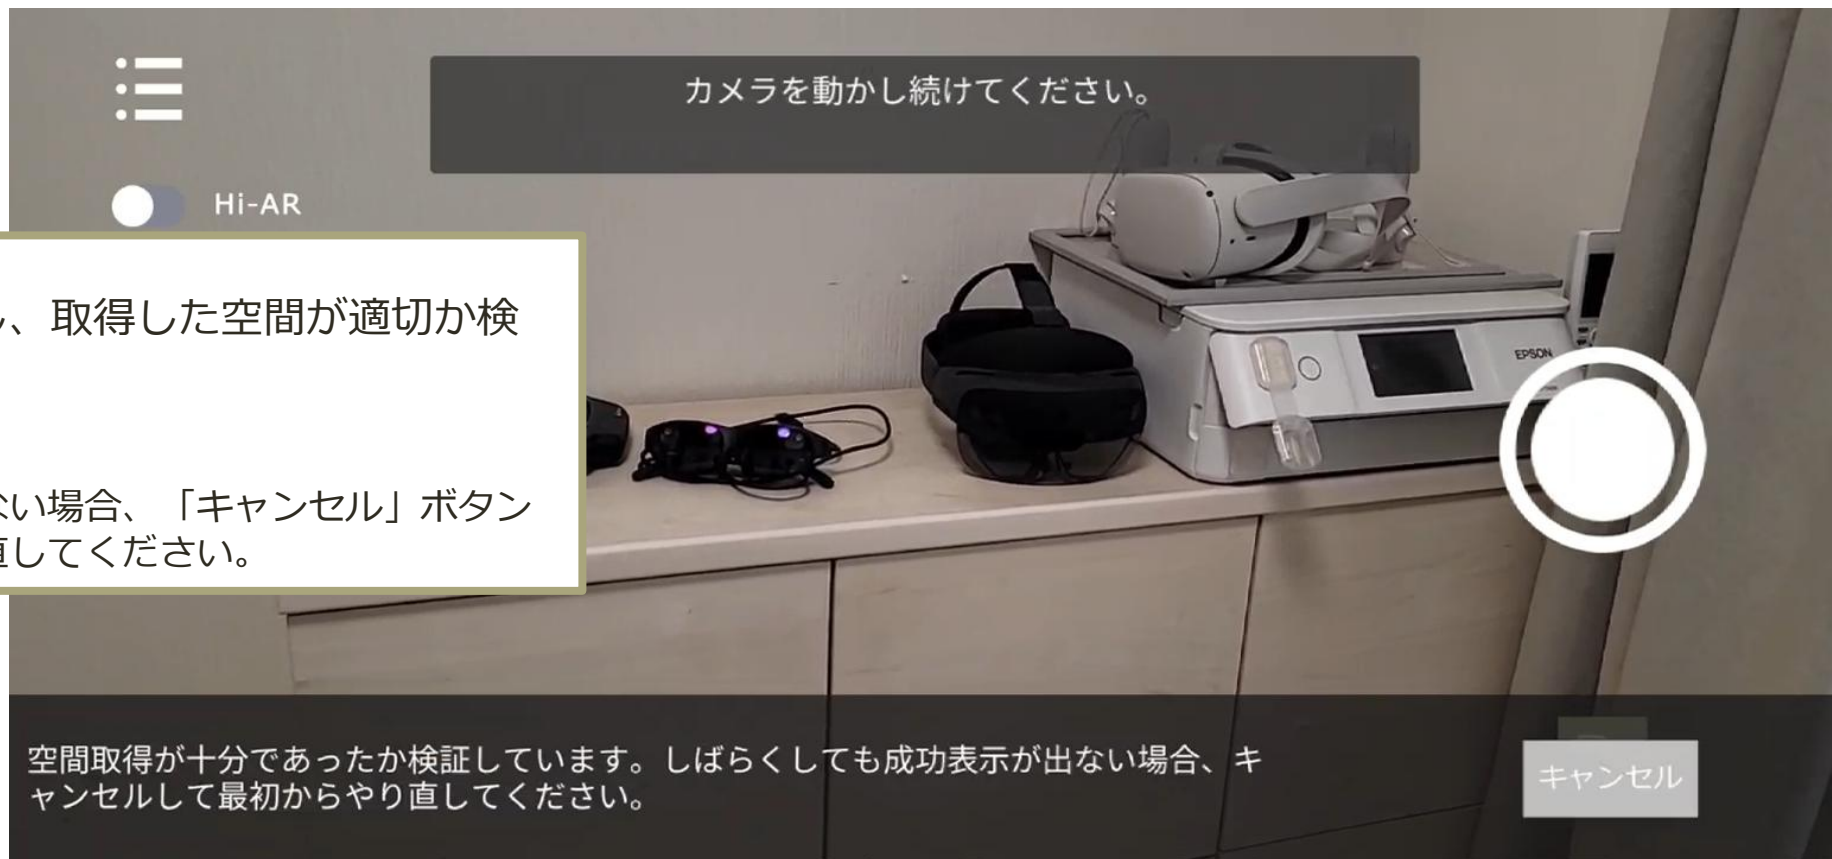 カメラを動かし続けてください。
Hi-AR
、取得した空間が適切か検
い場合、「キャンセル」ボタン
してください。
EPSON
空間取得が十分であったか検証しています。しばらくしても成功表示が出ない場合、キ
ャンセルして最初からやり直してください。
キャンセル